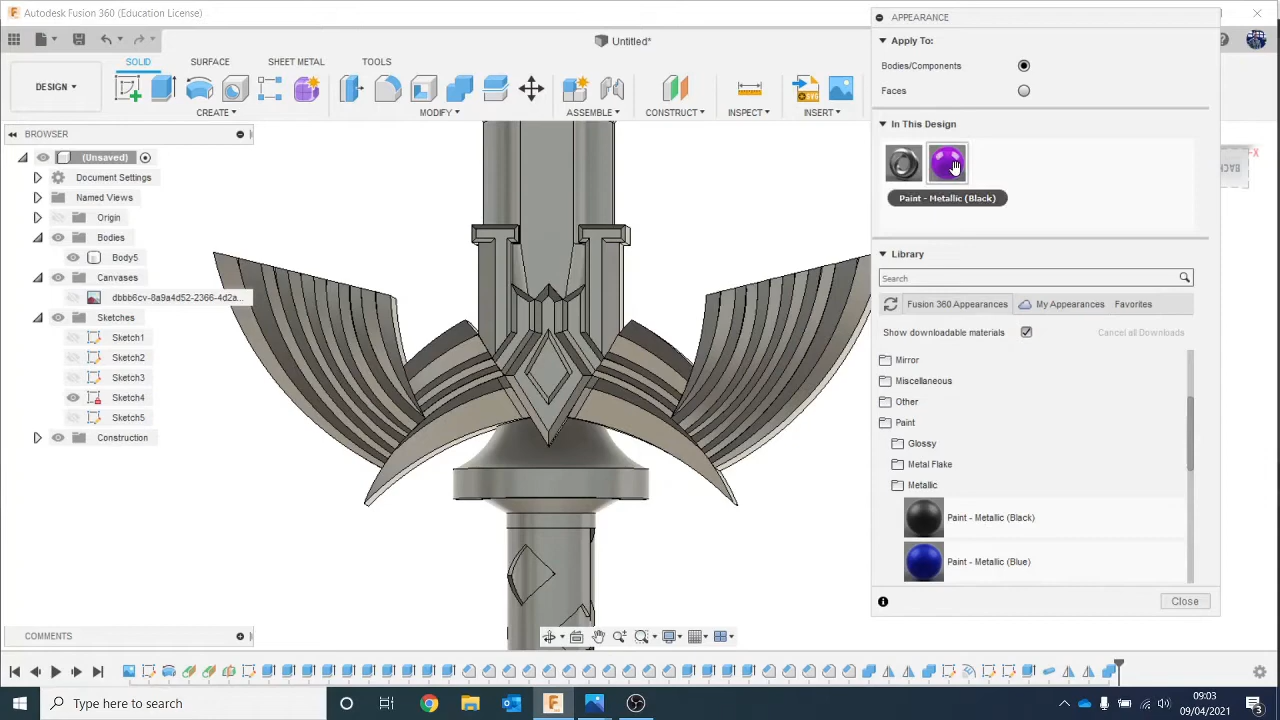 Autodesk Fusion 360 (Education License)
Untitled*
SOLID SURFACE SHEET METAL TOOLS
DESIGN
CREATE MODIFY ASSEMBLE CONSTRUCT INSPECT INSERT
BROWSER
(Unsaved)
Document Settings
Named Views
Origin
Bodies
Body5
Canvases
dbbb6cv-8a9a4d52-2366-4d2a...
Sketches
Sketch1
Sketch2
Sketch3
Sketch4
Sketch5
Construction
COMMENTS
APPEARANCE
Apply To:
Bodies/Components
Faces
In This Design
Paint - Metallic (Black)
Library
Search
Fusion 360 Appearances My Appearances Favorites
Show downloadable materials Cancel all Downloads
Mirror
Miscellaneous
Other
Paint
Glossy
Metal Flake
Metallic
Paint - Metallic (Black)
Paint - Metallic (Blue)
Close
BACK
-X
Type here to search
09:03
09/04/2021
3